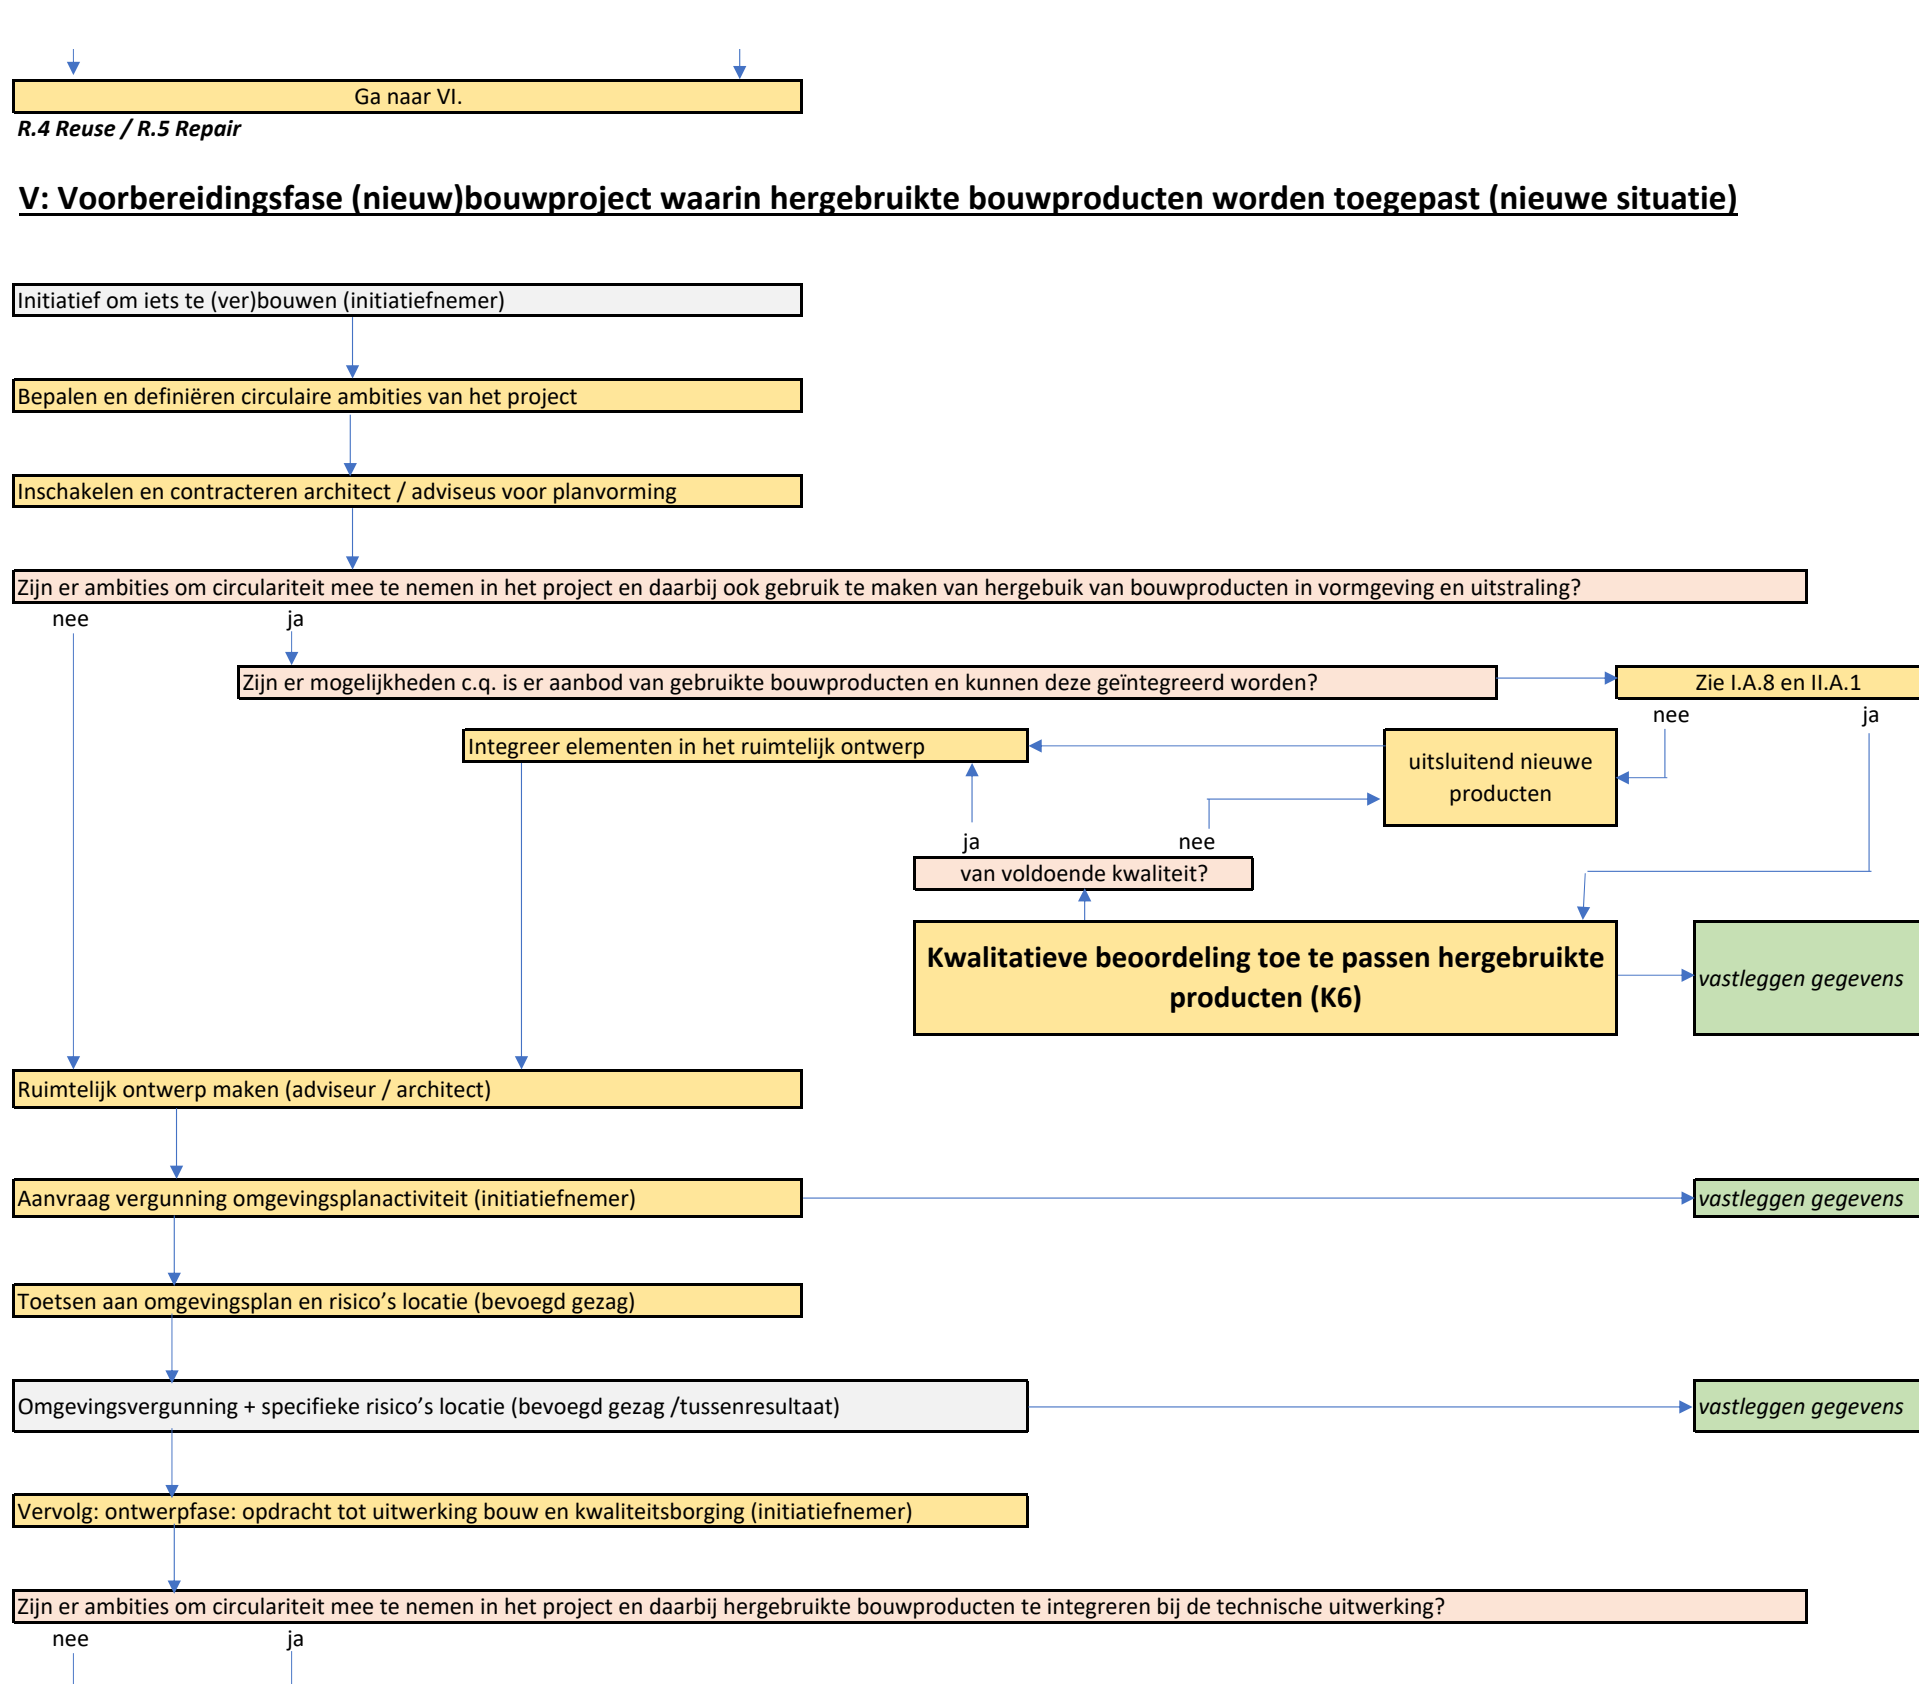 Ga naar VI.
R.4 Reuse / R.5 Repair
V: Voorbereidingsfase (nieuw)bouwproject waarin hergebruikte bouwproducten worden toegepast (nieuwe situatie)
Initiatief om iets te (ver)bouwen (initiatiefnemer)
Bepalen en definiëren circulaire ambities van het project
Inschakelen en contracteren architect / adviseus voor planvorming
Zijn er ambities om circulariteit mee te nemen in het project en daarbij ook gebruik te maken van hergebuik van bouwproducten in vormgeving en uitstraling?
nee ja
Zijn er mogelijkheden c.q. is er aanbod van gebruikte bouwproducten en kunnen deze geïntegreerd worden?
Zie I.A.8 en II.A.1
nee ja
Integreer elementen in het ruimtelijk ontwerp
uitsluitend nieuwe
producten
ja nee
van voldoende kwaliteit?
Kwalitatieve beoordeling toe te passen hergebruikte
producten (K6)
vastleggen gegevens
Ruimtelijk ontwerp maken (adviseur / architect)
Aanvraag vergunning omgevingsplanactiviteit (initiatiefnemer)
vastleggen gegevens
Toetsen aan omgevingsplan en risico's locatie (bevoegd gezag)
Omgevingsvergunning + specifieke risico's locatie (bevoegd gezag /tussenresultaat)
vastleggen gegevens
Vervolg: ontwerpfase: opdracht tot uitwerking bouw en kwaliteitsborging (initiatiefnemer)
Zijn er ambities om circulariteit mee te nemen in het project en daarbij hergebruikte bouwproducten te integreren bij de technische uitwerking?
nee ja